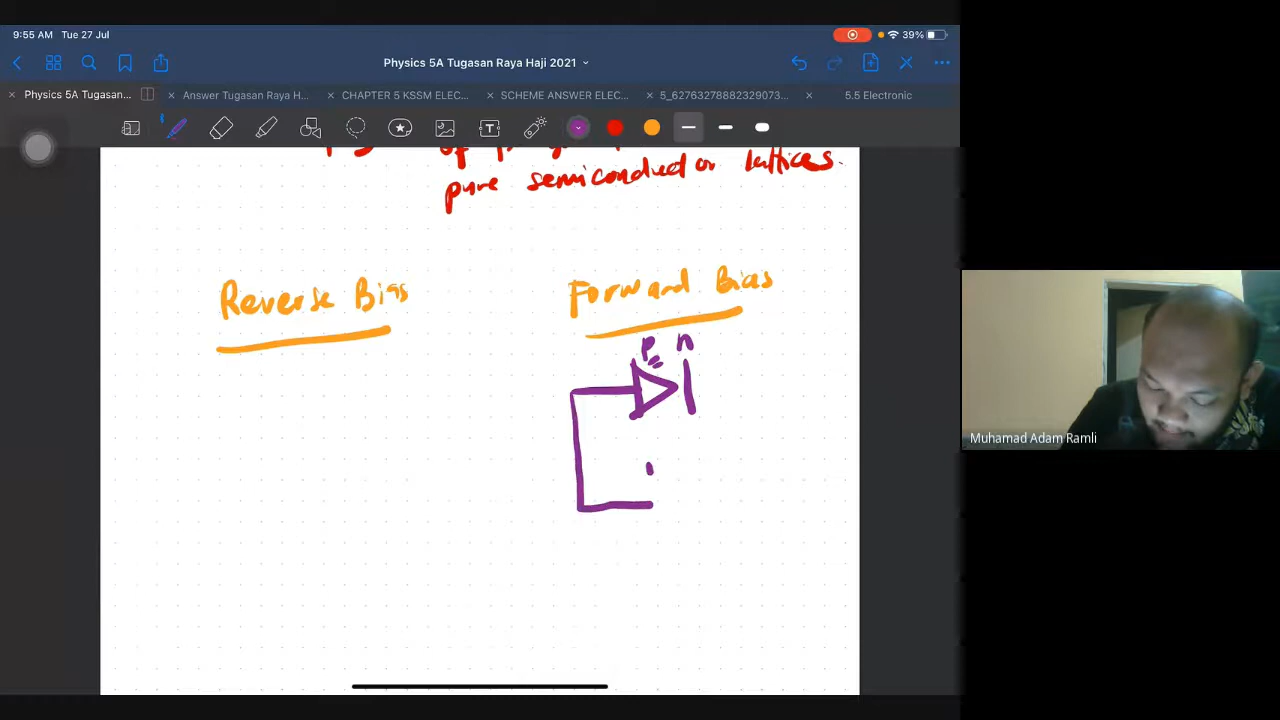 9:55 AM Tue 27 Jul
39%
Physics 5A Tugasan Raya Haji 2021
Physics 5A Tugasan...
Answer Tugasan Raya H...
CHAPTER 5 KSSM ELEC...
SCHEME ANSWER ELEC...
5_62763278882329073...
5.5 Electronic
of
pure semiconductor lattices.
Reverse Bias
Forward Bias
p n
Muhamad Adam Ramli